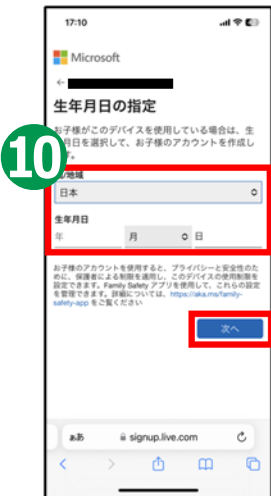 17:10
Microsoft
←
生年月日の指定
お子様がこのデバイスを使用している場合は、生
月日を選択して、お子様のアカウントを作成し
す。
10
/地域
日本
生年月日
年 月 日
お子様のアカウントを使用すると、プライバシーと安全性のた
めに、保護者による制限を適用し、このデバイスの使用制限を
設定できます。Family Safety アプリを使用して、これらの設定
を管理できます。詳細については、https://aka.ms/family-
safety-app をご覧ください
次へ
ぁあ signup.live.com